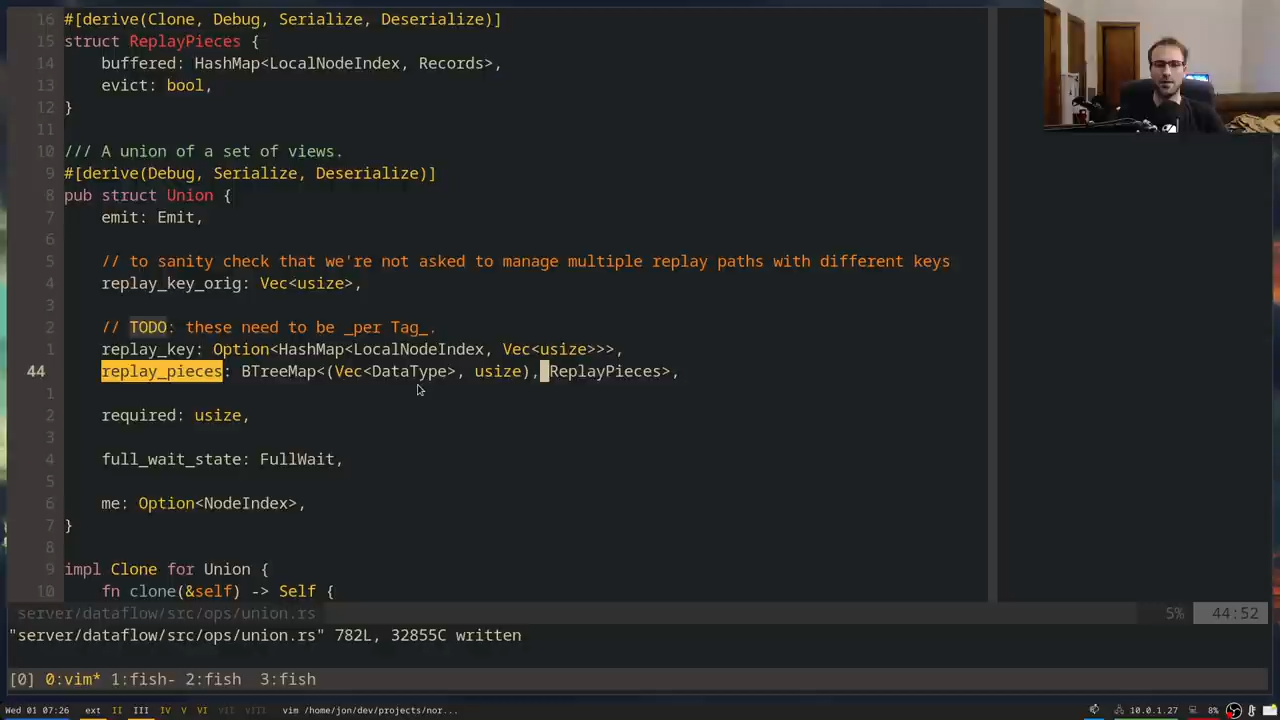 16 #[derive(Clone, Debug, Serialize, Deserialize)]
15 struct ReplayPieces {
14     buffered: HashMap<LocalNodeIndex, Records>,
13     evict: bool,
12 }
11
10 /// A union of a set of views.
9 #[derive(Debug, Serialize, Deserialize)]
8 pub struct Union {
7     emit: Emit,
6
5     // to sanity check that we're not asked to manage multiple replay paths with different keys
4     replay_key_orig: Vec<usize>,
3
2     // TODO: these need to be _per Tag_.
1     replay_key: Option<HashMap<LocalNodeIndex, Vec<usize>>>,
44     replay_pieces: BTreeMap<(Vec<DataType>, usize), ReplayPieces>,
1
2     required: usize,
3
4     full_wait_state: FullWait,
5
6     me: Option<NodeIndex>,
7 }
8
9 impl Clone for Union {
10     fn clone(&self) -> Self {
server/dataflow/src/ops/union.rs 5% 44:52
"server/dataflow/src/ops/union.rs" 782L, 32855C written
[0] 0:vim* 1:fish- 2:fish 3:fish
Wed 01 07:26 ext II III IV V VI VII VIII vim /home/jon/dev/projects/nor... 10.0.1.27 8%